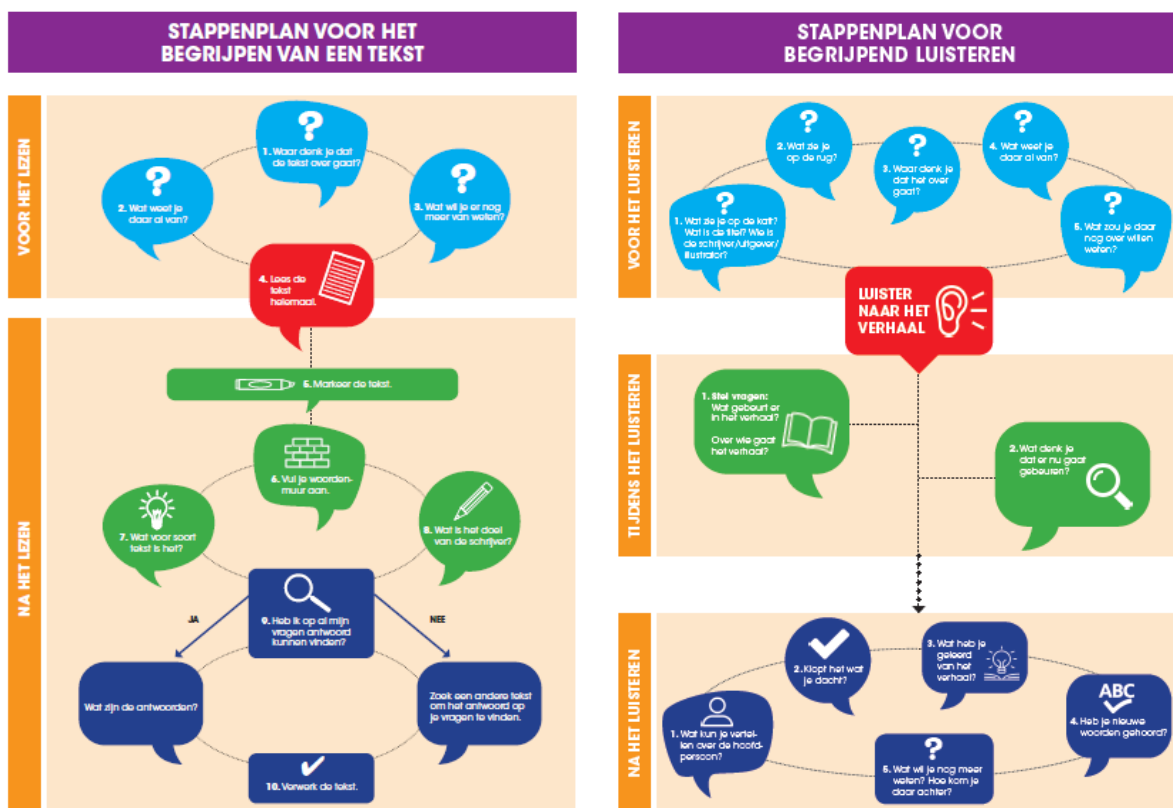 STAPPENPLAN VOOR HET
BEGRIJPEN VAN EEN TEKST
VOOR HET LEZEN
1. Waar denk je dat
de tekst over gaat?
2. Wat weet je
daar al van?
3. Wat wil je er nog
meer van weten?
4. Lees de
tekst
helemaal.
NA HET LEZEN
5. Markeer de tekst.
6. Vul je woorden-
muur aan.
7. Wat voor soort
tekst is het?
8. Wat is het doel
van de schrijver?
9. Heb ik op al mijn
vragen antwoord
kunnen vinden?
JA
NEE
Wat zijn de antwoorden?
Zoek een andere tekst
om het antwoord op
je vragen te vinden.
10. Verwerk de tekst.
STAPPENPLAN VOOR
BEGRIJPEND LUISTEREN
VOOR HET LUISTEREN
1. Wat zie je op de kaft?
Wat is de titel? Wie is
de schrijver/uitgever/
illustrator?
2. Wat zie je
op de rug?
3. Waar denk je
dat het over
gaat?
4. Wat weet je
daar al van?
5. Wat zou je daar
nog over willen
weten?
LUISTER
NAAR HET
VERHAAL
TIJDENS HET LUISTEREN
1. Stel vragen:
Wat gebeurt er
in het verhaal?
Over wie gaat
het verhaal?
2. Wat denk je
dat er nu gaat
gebeuren?
NA HET LUISTEREN
1. Wat kun je vertel-
len over de hoofd-
persoon?
2. Klopt het wat
je dacht?
3. Wat heb je
geleerd
van het
verhaal?
ABC
4. Heb je nieuwe
woorden gehoord?
5. Wat wil je nog meer
weten? Hoe kom je
daar achter?